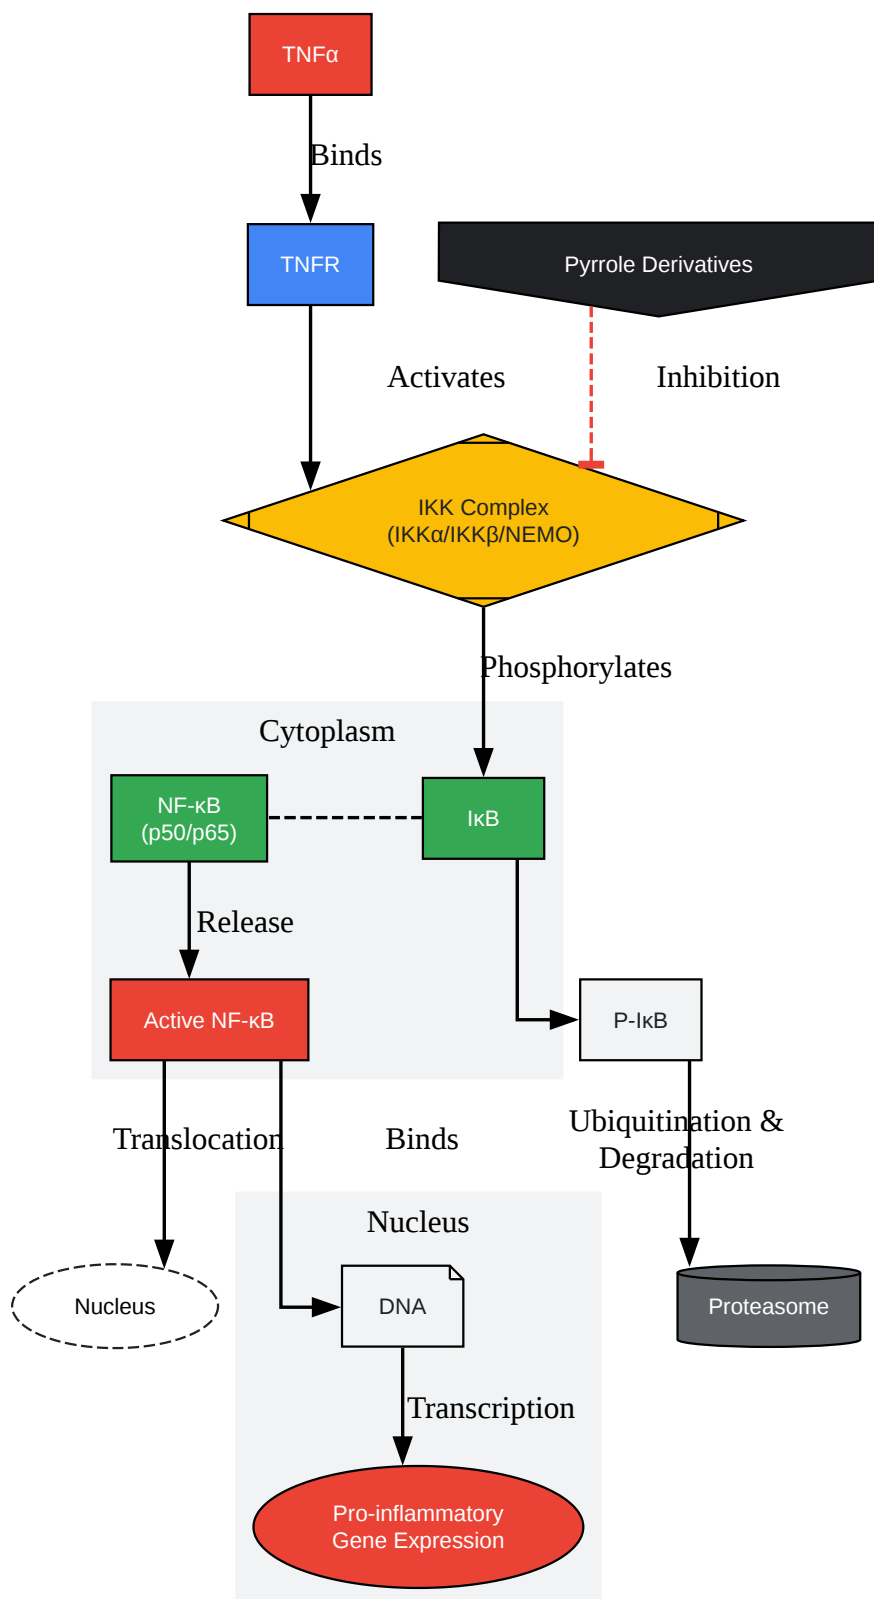 TNFα
Binds
TNFR
Pyrrole Derivatives
Activates
Inhibition
IKK Complex
(IKKα/IKKβ/NEMO)
Phosphorylates
Cytoplasm
NF-κB
(p50/p65)
IκB
Release
Active NF-κB
P-IκB
Translocation
Binds
Ubiquitination &
Degradation
Nucleus
Nucleus
DNA
Proteasome
Transcription
Pro-inflammatory
Gene Expression